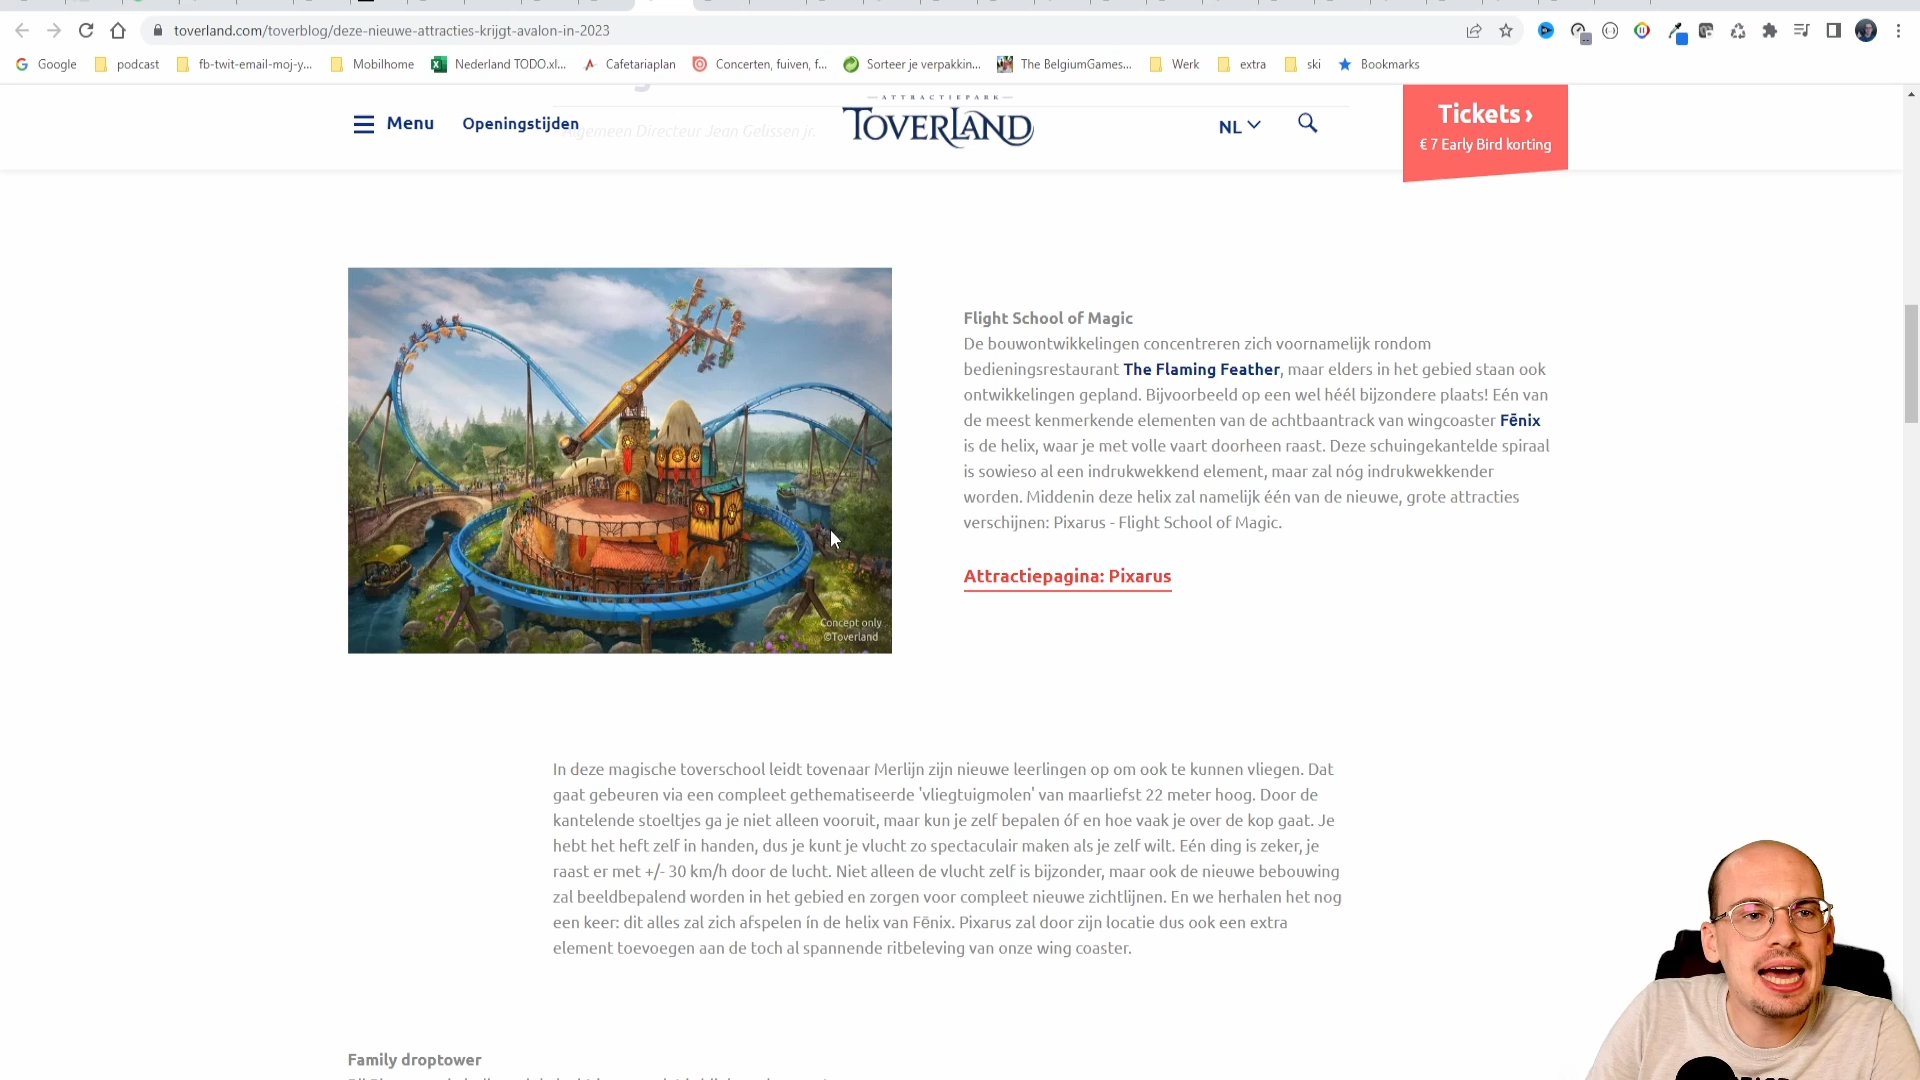 toverland.com/toverblog/deze-nieuwe-attracties-krijgt-avalon-in-2023
Google
podcast
fb-twit-email-moj-y...
Mobilhome
Nederland TODO.xl...
Cafetariaplan
Concerten, fuiven, f...
Sorteer je verpakkin...
The BelgiumGames...
Werk
extra
ski
Bookmarks
Menu
Openingstijden
Algemeen Directeur Jean Gelissen jr.
ATTRACTIEPARK
TOVERLAND
NL
Tickets ›
€ 7 Early Bird korting
Concept only
©Toverland
Flight School of Magic
De bouwontwikkelingen concentreren zich voornamelijk rondom
bedieningsrestaurant The Flaming Feather, maar elders in het gebied staan ook
ontwikkelingen gepland. Bijvoorbeeld op een wel héél bijzondere plaats! Eén van
de meest kenmerkende elementen van de achtbaantrack van wingcoaster Fēnix
is de helix, waar je met volle vaart doorheen raast. Deze schuingekantelde spiraal
is sowieso al een indrukwekkend element, maar zal nóg indrukwekkender
worden. Middenin deze helix zal namelijk één van de nieuwe, grote attracties
verschijnen: Pixarus - Flight School of Magic.
Attractiepagina: Pixarus
In deze magische toverschool leidt tovenaar Merlijn zijn nieuwe leerlingen op om ook te kunnen vliegen. Dat
gaat gebeuren via een compleet gethematiseerde 'vliegtuigmolen' van maarliefst 22 meter hoog. Door de
kantelende stoeltjes ga je niet alleen vooruit, maar kun je zelf bepalen óf en hoe vaak je over de kop gaat. Je
hebt het heft zelf in handen, dus je kunt je vlucht zo spectaculair maken als je zelf wilt. Eén ding is zeker, je
raast er met +/- 30 km/h door de lucht. Niet alleen de vlucht zelf is bijzonder, maar ook de nieuwe bebouwing
zal beeldbepalend worden in het gebied en zorgen voor compleet nieuwe zichtlijnen. En we herhalen het nog
een keer: dit alles zal zich afspelen ín de helix van Fēnix. Pixarus zal door zijn locatie dus ook een extra
element toevoegen aan de toch al spannende ritbeleving van onze wing coaster.
Family droptower